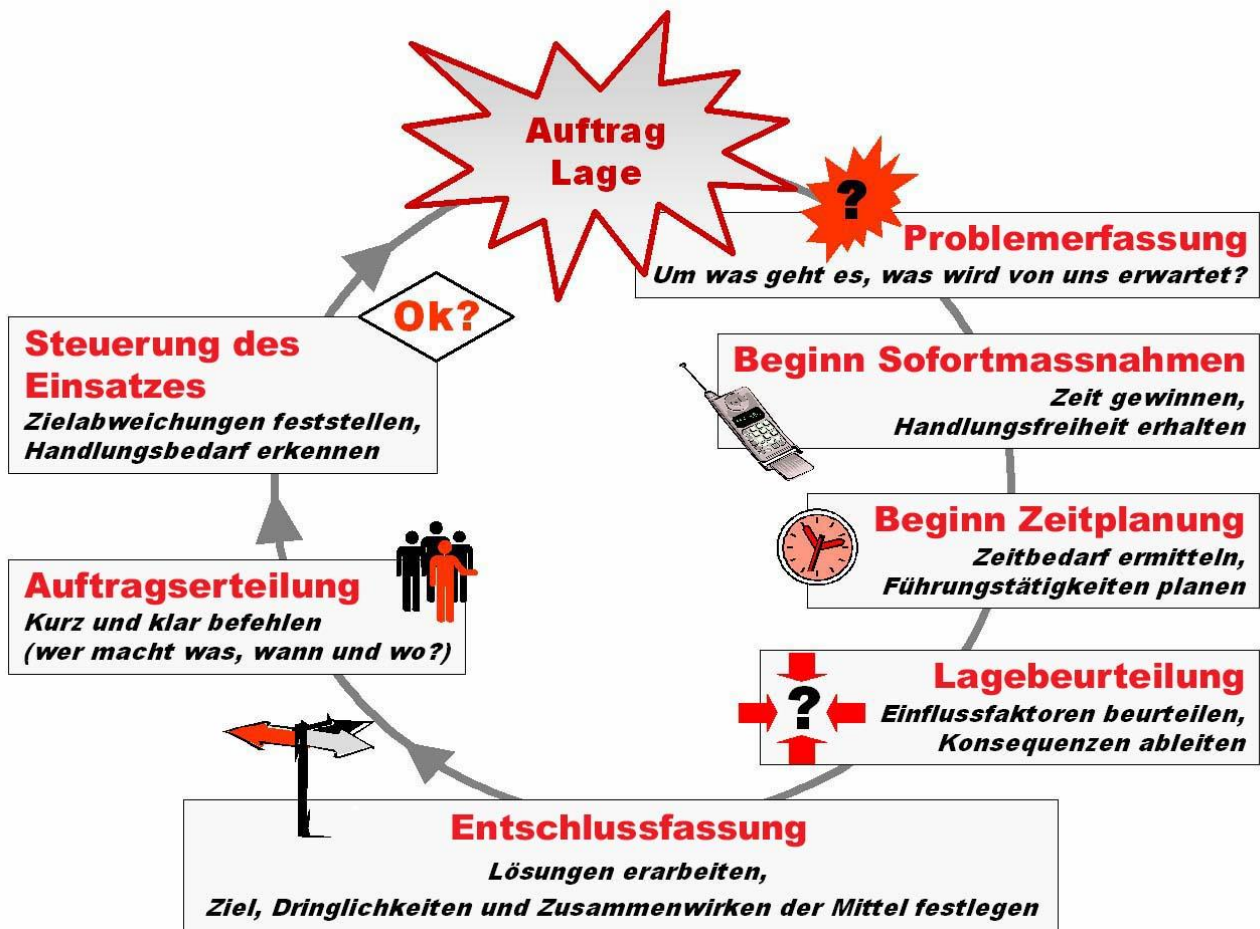 Auftrag
Lage
?
Problemerfassung
Um was geht es, was wird von uns erwartet?
Beginn Sofortmassnahmen
Zeit gewinnen,
Handlungsfreiheit erhalten
Beginn Zeitplanung
Zeitbedarf ermitteln,
Führungstätigkeiten planen
?
Lagebeurteilung
Einflussfaktoren beurteilen,
Konsequenzen ableiten
Entschlussfassung
Lösungen erarbeiten,
Ziel, Dringlichkeiten und Zusammenwirken der Mittel festlegen
Auftragserteilung
Kurz und klar befehlen
(wer macht was, wann und wo?)
Ok?
Steuerung des
Einsatzes
Zielabweichungen feststellen,
Handlungsbedarf erkennen